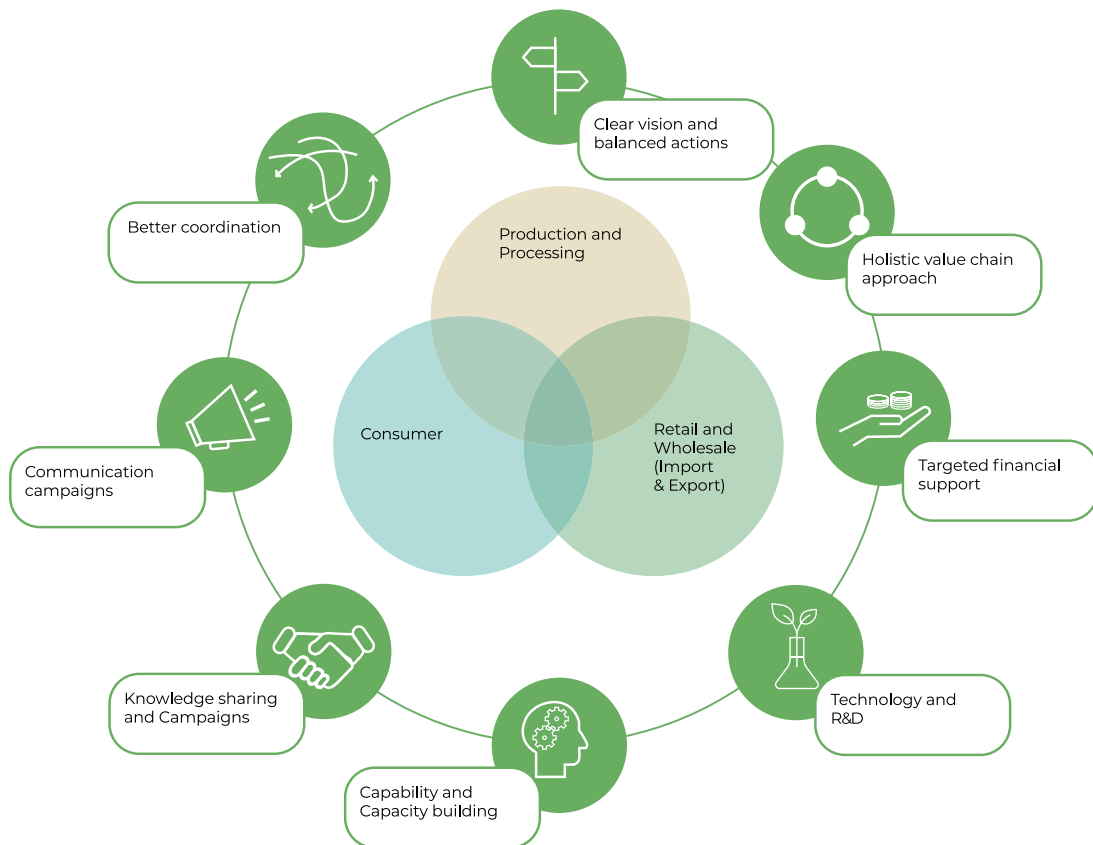 Clear vision and
balanced actions
Holistic value chain
approach
Targeted financial
support
Technology and
R&D
Capability and
Capacity building
Knowledge sharing
and Campaigns
Communication
campaigns
Better coordination
Production and
Processing
Consumer
Retail and
Wholesale
(Import
& Export)